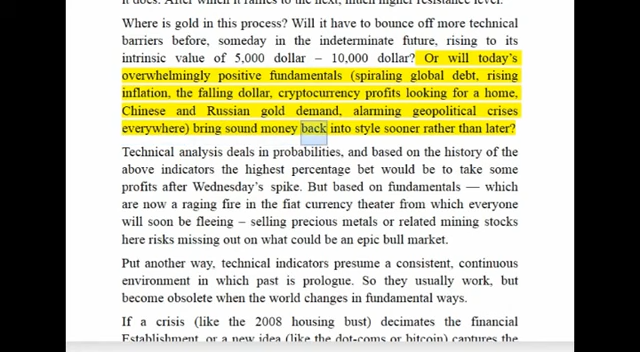 it does. After which it rallies to the next, much higher resistance level.
Where is gold in this process? Will it have to bounce off more technical
barriers before, someday in the indeterminate future, rising to its
intrinsic value of 5,000 dollar – 10,000 dollar? Or will today's
overwhelmingly positive fundamentals (spiraling global debt, rising
inflation, the falling dollar, cryptocurrency profits looking for a home,
Chinese and Russian gold demand, alarming geopolitical crises
everywhere) bring sound money back into style sooner rather than later?
Technical analysis deals in probabilities, and based on the history of the
above indicators the highest percentage bet would be to take some
profits after Wednesday's spike. But based on fundamentals — which
are now a raging fire in the fiat currency theater from which everyone
will soon be fleeing – selling precious metals or related mining stocks
here risks missing out on what could be an epic bull market.
Put another way, technical indicators presume a consistent, continuous
environment in which past is prologue. So they usually work, but
become obsolete when the world changes in fundamental ways.
If a crisis (like the 2008 housing bust) decimates the financial
Establishment, or a new idea (like the dot-coms or bitcoin) captures the